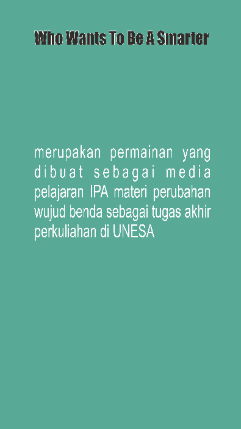 Who Wants To Be A Smarter
merupakan permainan yang
dibuat sebagai media
pelajaran IPA materi perubahan
wujud benda sebagai tugas akhir
perkuliahan di UNESA